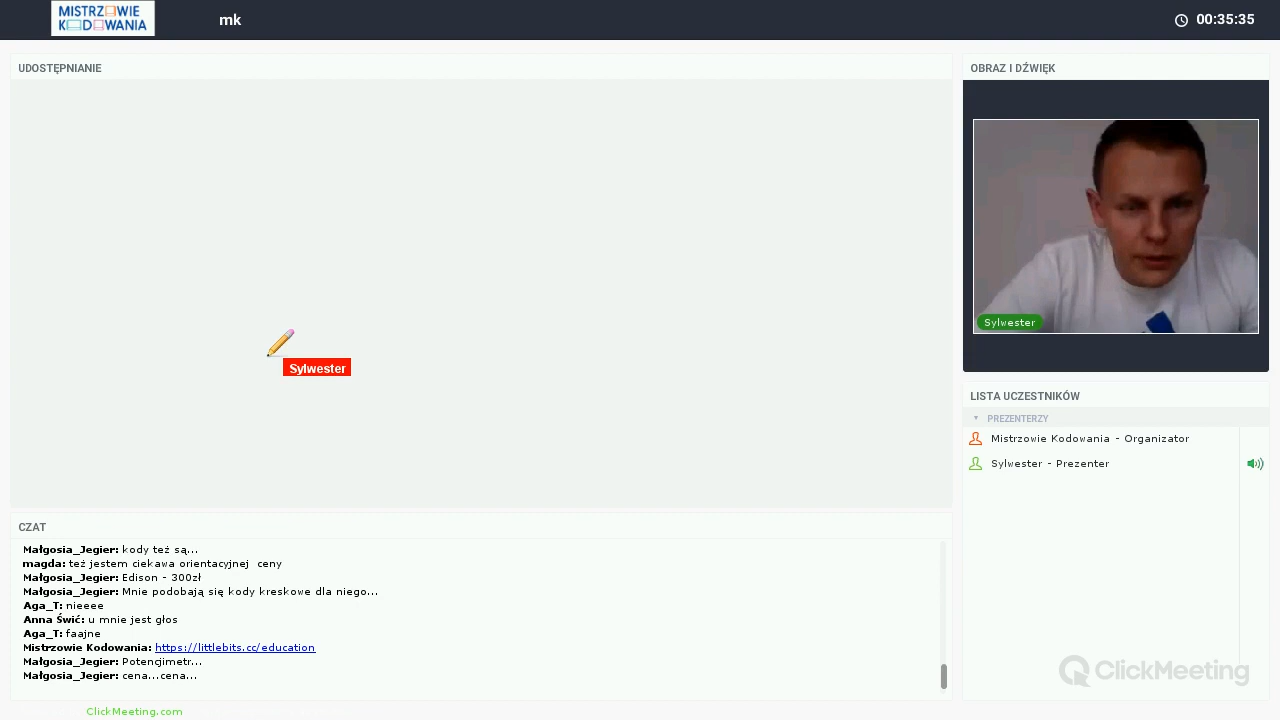 MISTRZOWIE
KODOWANIA
mk
00:35:35
UDOSTĘPNIANIE
OBRAZ I DŹWIĘK
Sylwester
Sylwester
LISTA UCZESTNIKÓW
PREZENTERZY
Mistrzowie Kodowania - Organizator
Sylwester - Prezenter
CZAT
Małgosia_Jegier: kody też są...
magda: też jestem ciekawa orientacyjnej ceny
Małgosia_Jegier: Edison - 300zł
Małgosia_Jegier: Mnie podobają się kody kreskowe dla niego...
Aga_T: nieeee
Anna Świć: u mnie jest głos
Aga_T: faajne
Mistrzowie Kodowania: https://littlebits.cc/education
Małgosia_Jegier: Potencjimetr...
Małgosia_Jegier: cena...cena...
ClickMeeting
ClickMeeting.com